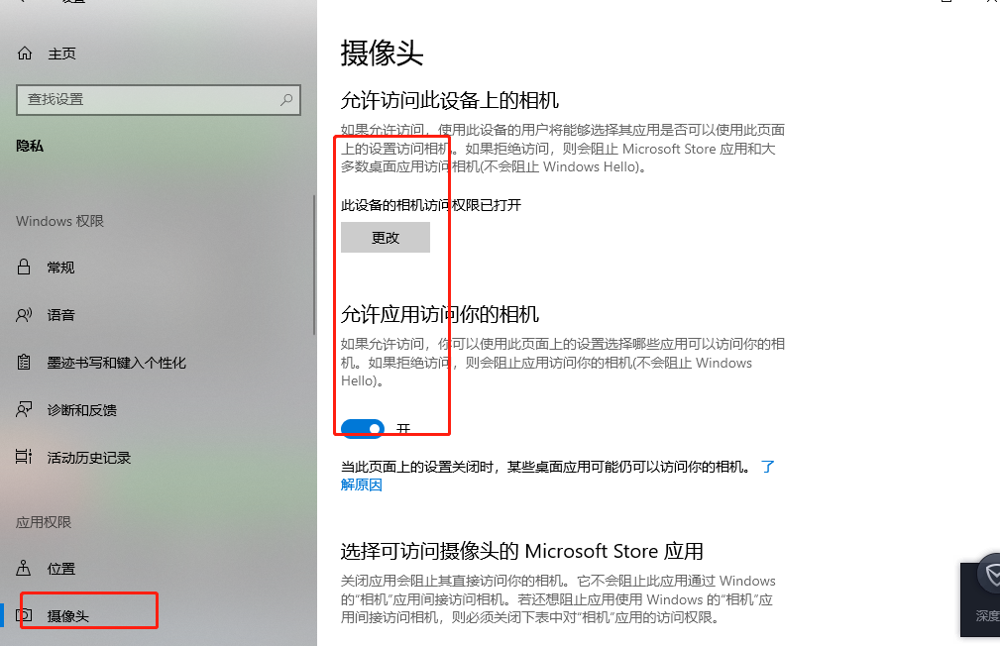 主页
查找设置
隐私
Windows 权限
常规
语音
墨迹书写和键入个性化
诊断和反馈
活动历史记录
应用权限
位置
摄像头
摄像头
允许访问此设备上的相机
如果允许访问，使用此设备的用户将能够选择其应用是否可以使用此页面
上的设置访问相机。如果拒绝访问，则会阻止 Microsoft Store 应用和大
多数桌面应用访问相机(不会阻止 Windows Hello)。
此设备的相机访问权限已打开
更改
允许应用访问你的相机
如果允许访问，你可以使用此页面上的设置选择哪些应用可以访问你的相
机。如果拒绝访问，则会阻止应用访问你的相机(不会阻止 Windows
Hello)。
开
当此页面上的设置关闭时，某些桌面应用可能仍可以访问你的相机。 了
解原因
选择可访问摄像头的 Microsoft Store 应用
关闭应用会阻止其直接访问你的相机。它不会阻止此应用通过 Windows
的“相机”应用间接访问相机。若还想阻止应用使用 Windows 的“相机”应
用间接访问相机，则必须关闭下表中对“相机”应用的访问权限。
深度